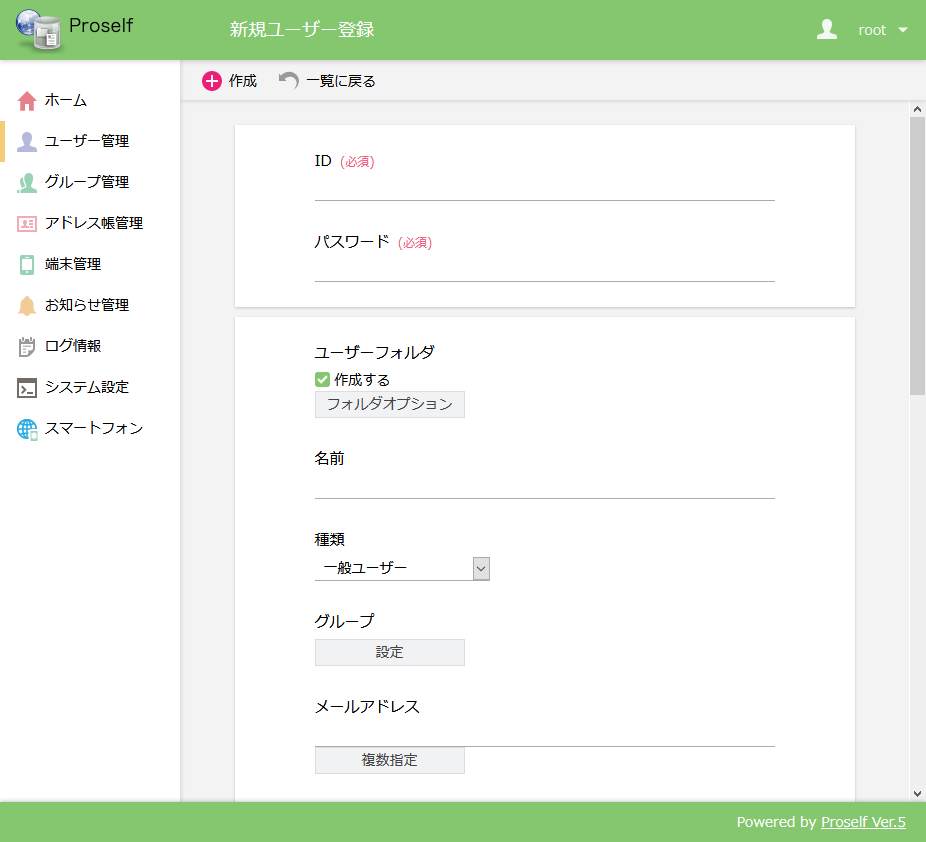 Proself
新規ユーザー登録
root
作成
一覧に戻る
ホーム
ユーザー管理
グループ管理
アドレス帳管理
端末管理
お知らせ管理
ログ情報
システム設定
スマートフォン
ID (必須)
パスワード (必須)
ユーザーフォルダ
作成する
フォルダオプション
名前
種類
一般ユーザー
グループ
設定
メールアドレス
複数指定
Powered by Proself Ver.5